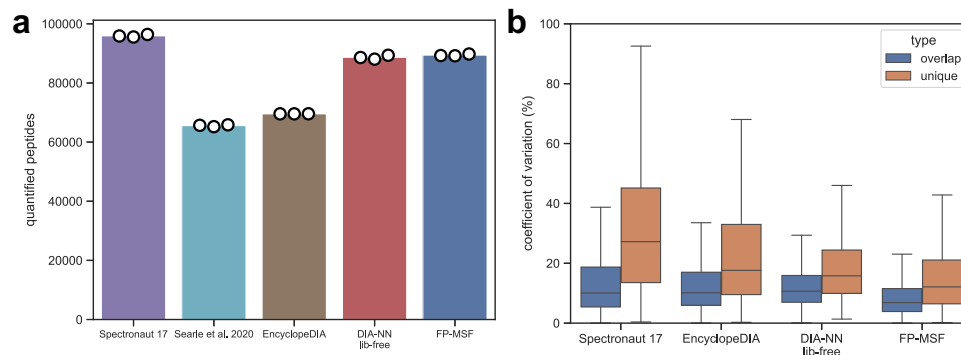 a
100000
80000
60000
40000
20000
0
quantified peptides
Spectronaut 17
Searle et al. 2020
EncyclopeDIA
DIA-NN
lib-free
FP-MSF
b
type
overlap
unique
100
80
60
40
20
0
coefficient of variation (%)
Spectronaut 17
EncyclopeDIA
DIA-NN
lib-free
FP-MSF